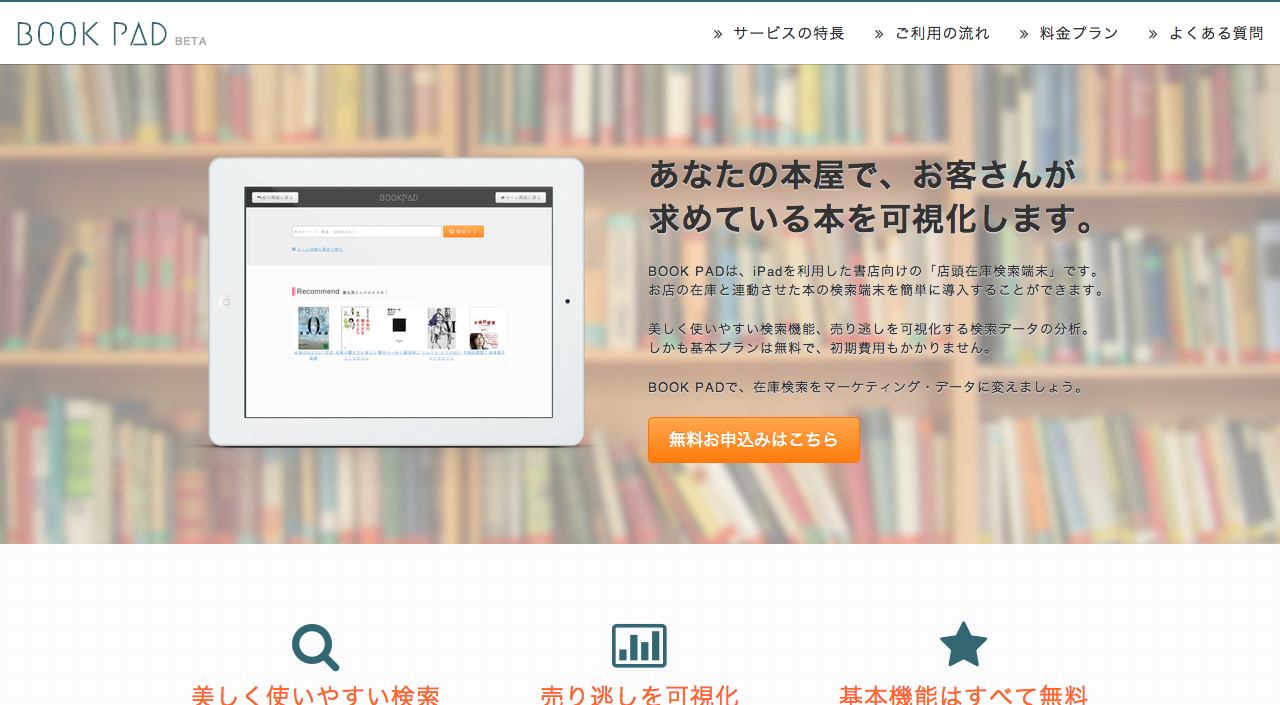 BOOK PAD BETA
サービスの特長
ご利用の流れ
料金プラン
よくある質問
BOOKPAD
Recommend
あなたの本屋で、お客さんが
求めている本を可視化します。
BOOK PADは、iPadを利用した書店向けの「店頭在庫検索端末」です。
お店の在庫と連動させた本の検索端末を簡単に導入することができます。
美しく使いやすい検索機能、売り逃しを可視化する検索データの分析。
しかも基本プランは無料で、初期費用もかかりません。
BOOK PADで、在庫検索をマーケティング・データに変えましょう。
無料お申込みはこちら
美しく使いやすい検索
売り逃しを可視化
基本機能はすべて無料